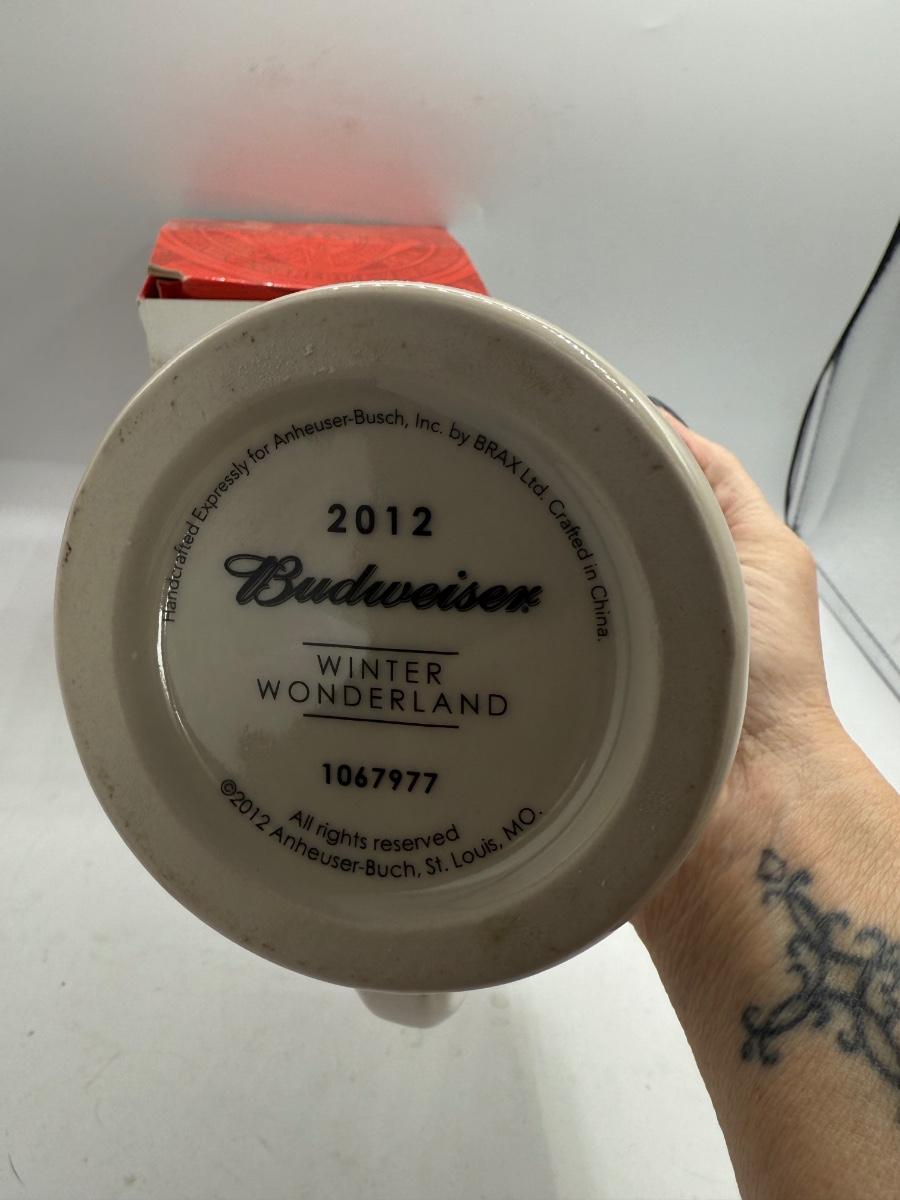 Handcrafted Expressly for Anheuser-Busch, Inc. by BRAX Ltd. Crafted in China.
2012
Budweiser
WINTER
WONDERLAND
1067977
All rights reserved
©2012 Anheuser-Buch, St. Louis, MO.